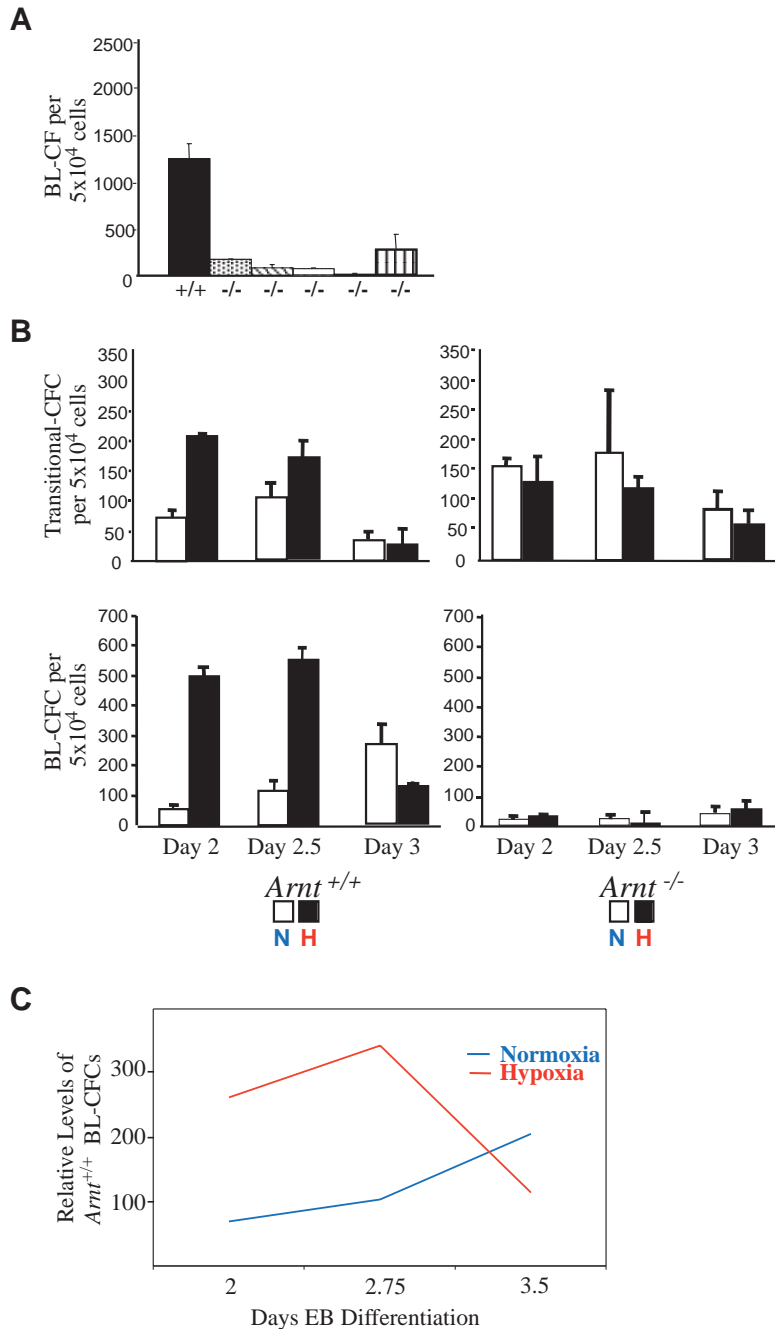 A
BL-CF per
5x10⁴ cells
2500
2000
1500
1000
500
0
+/+ -/- -/- -/- -/- -/-
B
Transitional-CFC
per 5x10⁴ cells
350
300
250
200
150
100
50
0
350
300
250
200
150
100
50
0
BL-CFC per
5x10⁴ cells
700
600
500
400
300
200
100
0
Day 2 Day 2.5 Day 3
Arnt +/+
N H
700
600
500
400
300
200
100
0
Day 2 Day 2.5 Day 3
Arnt -/-
N H
C
Relative Levels of
Arnt+/+ BL-CFCs
300
200
100
Normoxia
Hypoxia
2 2.75 3.5
Days EB Differentiation